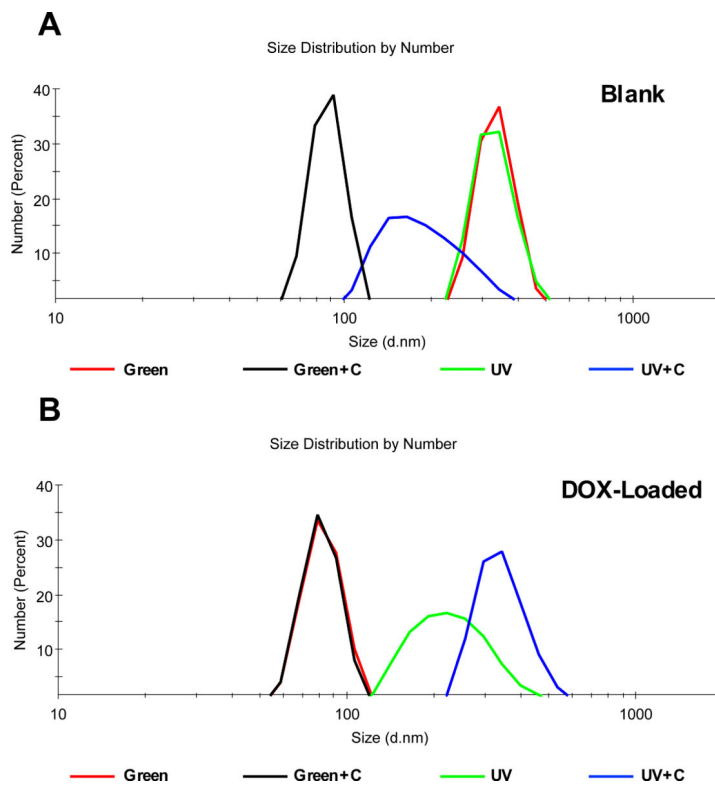 A
Size Distribution by Number
Blank
Number (Percent)
40
30
20
10
10 100 1000
Size (d.nm)
Green Green+C UV UV+C
B
Size Distribution by Number
DOX-Loaded
Number (Percent)
40
30
20
10
10 100 1000
Size (d.nm)
Green Green+C UV UV+C